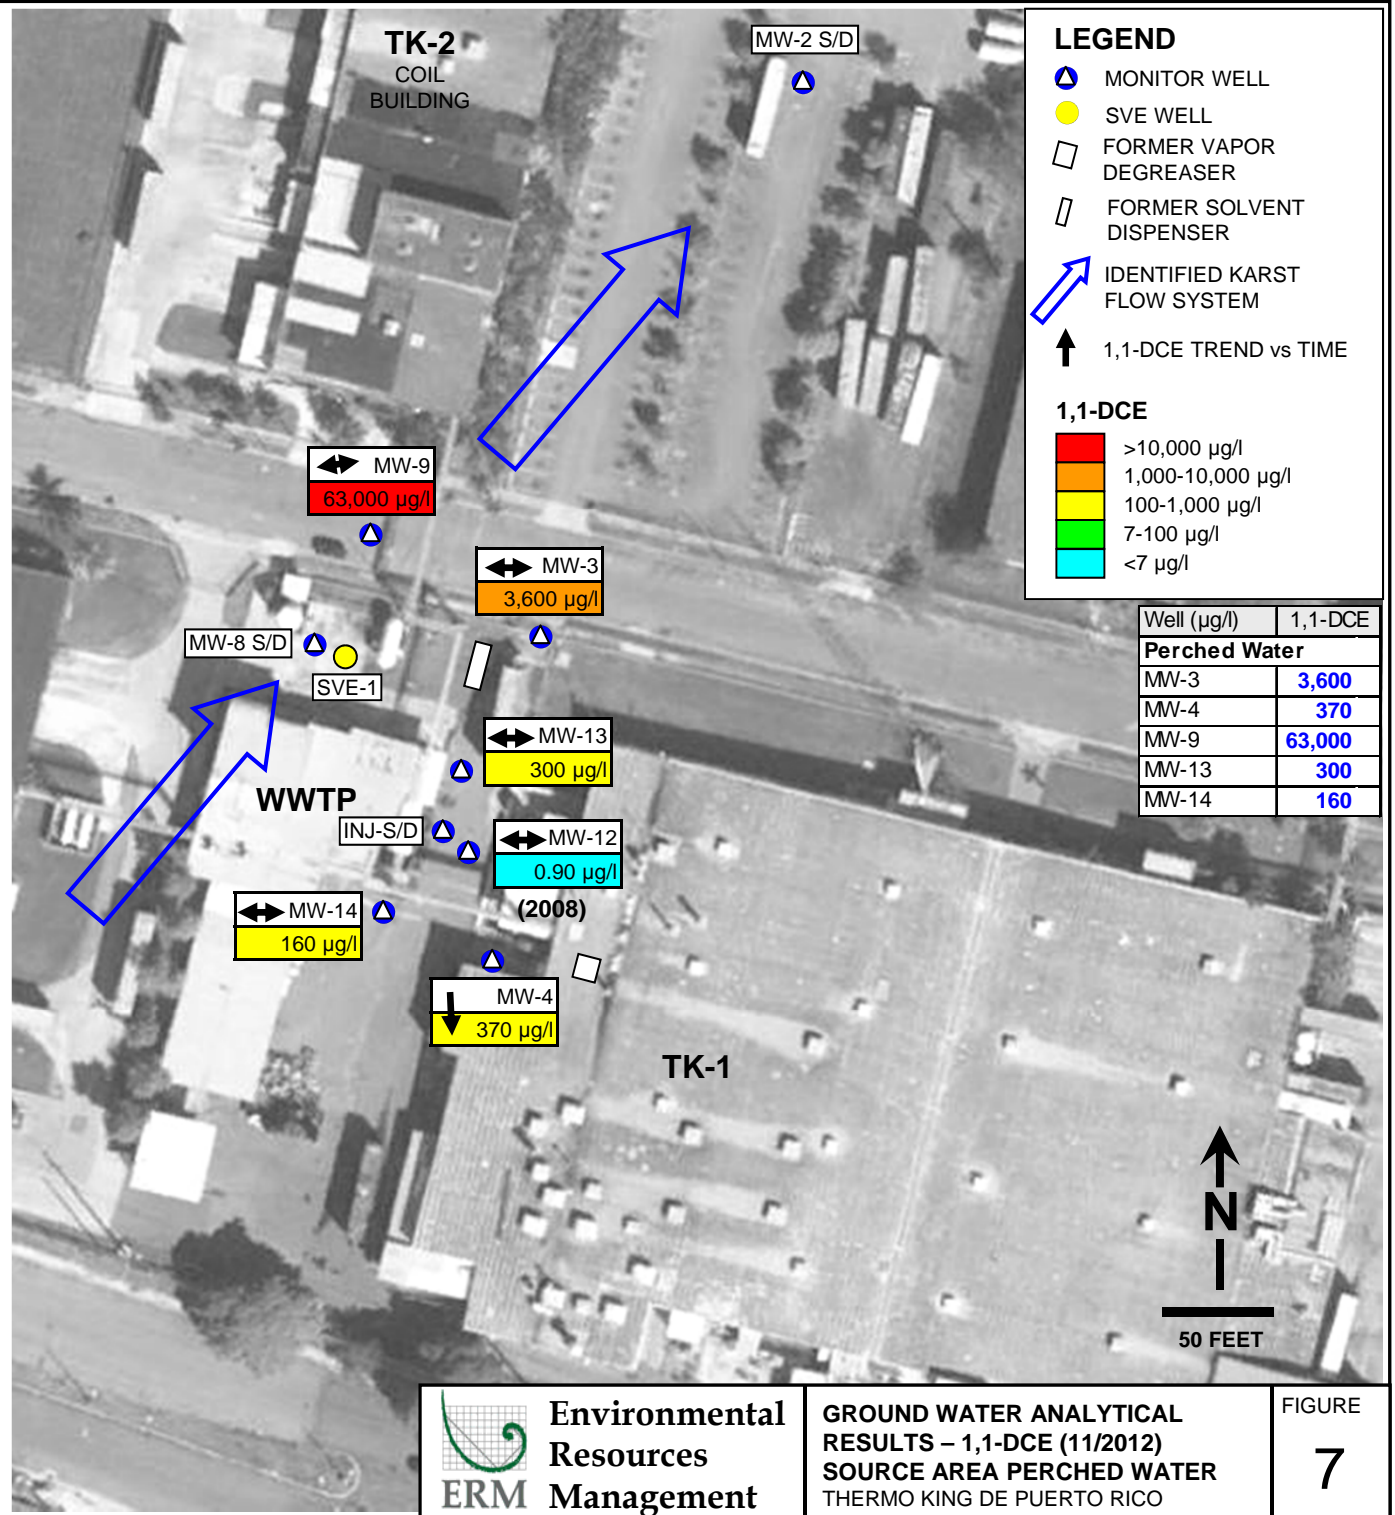 TK-2
COIL
BUILDING
MW-2 S/D
LEGEND
MONITOR WELL
SVE WELL
FORMER VAPOR
DEGREASER
FORMER SOLVENT
DISPENSER
IDENTIFIED KARST
FLOW SYSTEM
1,1-DCE TREND vs TIME
1,1-DCE
>10,000 µg/l
1,000-10,000 µg/l
100-1,000 µg/l
7-100 µg/l
<7 µg/l
MW-9
63,000 µg/l
MW-3
3,600 µg/l
MW-8 S/D
SVE-1
MW-13
300 µg/l
WWTP
INJ-S/D
MW-12
0.90 µg/l
(2008)
MW-14
160 µg/l
MW-4
370 µg/l
TK-1
Well (µg/l) 1,1-DCE
Perched Water
MW-3 3,600
MW-4 370
MW-9 63,000
MW-13 300
MW-14 160
N
50 FEET
ERM
Environmental
Resources
Management
GROUND WATER ANALYTICAL
RESULTS – 1,1-DCE (11/2012)
SOURCE AREA PERCHED WATER
THERMO KING DE PUERTO RICO
FIGURE
7